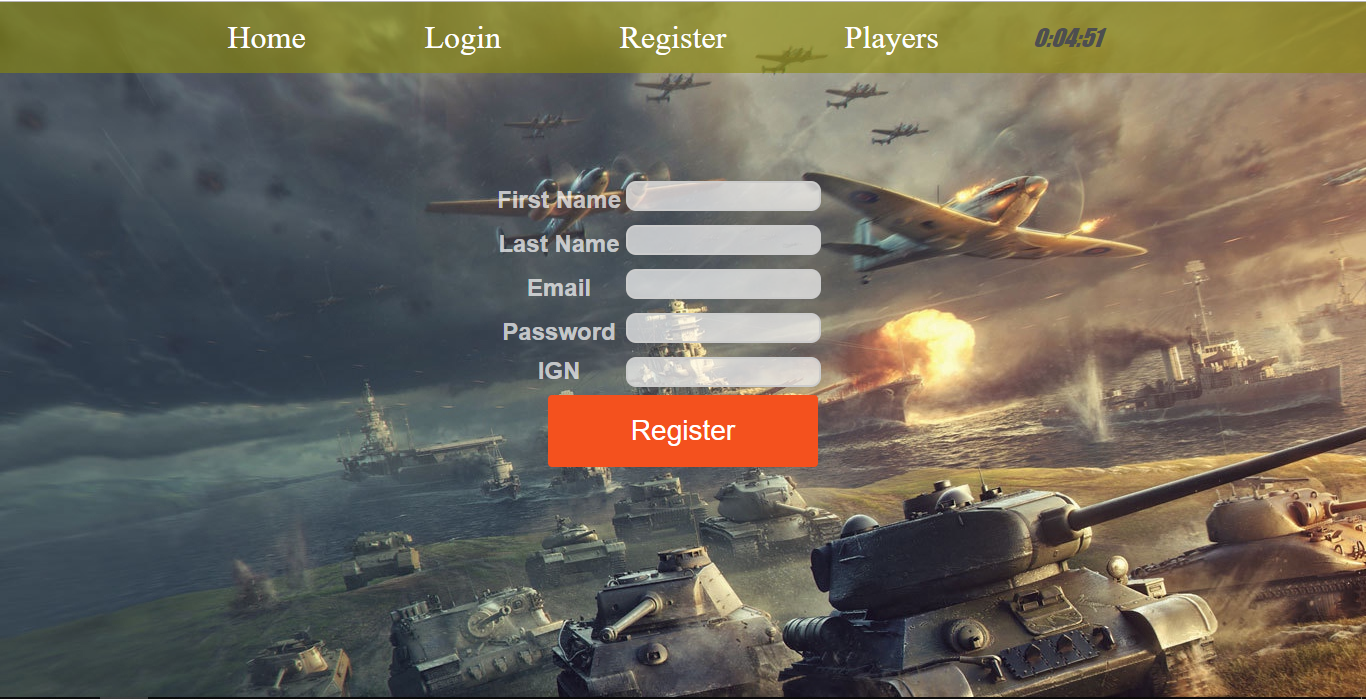 Home Login Register Players 0:04:51
First Name
Last Name
Email
Password
IGN
Register